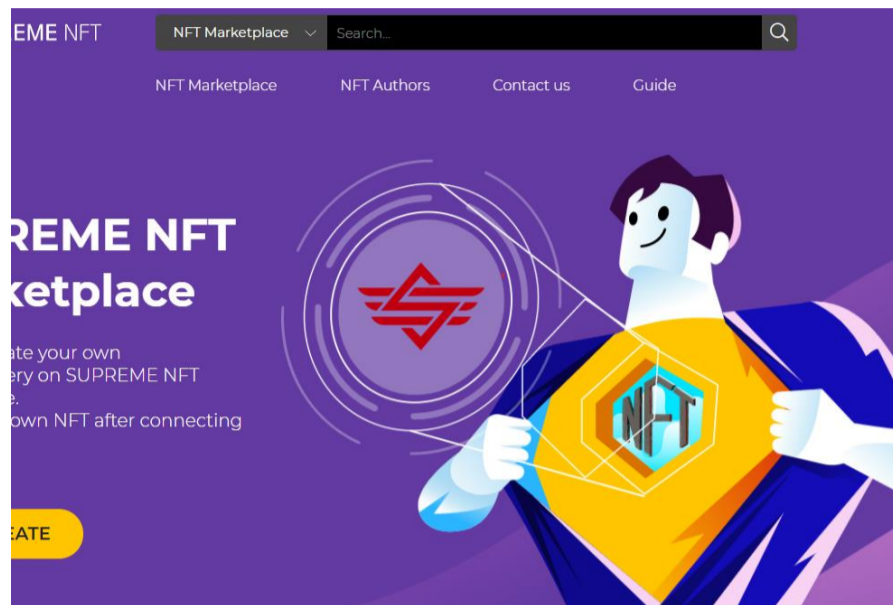 EME NFT
NFT Marketplace
Search...
NFT Marketplace
NFT Authors
Contact us
Guide
REME NFT
ketplace
ate your own
ery on SUPREME NFT
e.
own NFT after connecting
EATE
NFT